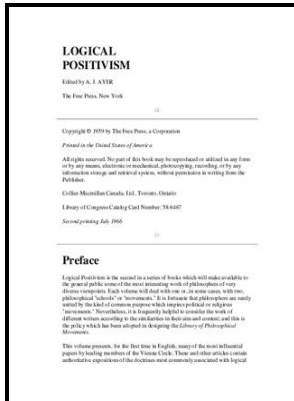 LOGICAL
POSITIVISM
Edited by A. J. AYER
The Free Press, New York
Copyright © 1959 by The Free Press, a Corporation
Printed in the United States of America
All rights reserved. No part of this book may be reproduced or utilized in any form
or by any means, electronic or mechanical, photocopying, recording, or by any
information storage and retrieval system, without permission in writing from the
Publisher.
Collier-Macmillan Canada, Ltd., Toronto, Ontario
Library of Congress Catalog Card Number: 58-6467
Second printing July 1966
Preface
Logical Positivism is the second in a series of books which will make available to
the general public some of the most interesting work of philosophers of very
diverse viewpoints. Each volume will deal with one or, in some cases, with two,
philosophical "schools" or "movements." It is fortunate that philosophers are rarely
united by the kind of common purpose which inspires political or religious
"movements." Nevertheless, it is frequently helpful to consider the work of
different writers according to the similarities in their aim and content; and this is
the policy which has been adopted in designing the Library of Philosophical
Movements.
This volume presents, for the first time in English, many of the most influential
papers by leading members of the Vienna Circle. These and other articles contain
authoritative expositions of the doctrines most commonly associated with logical